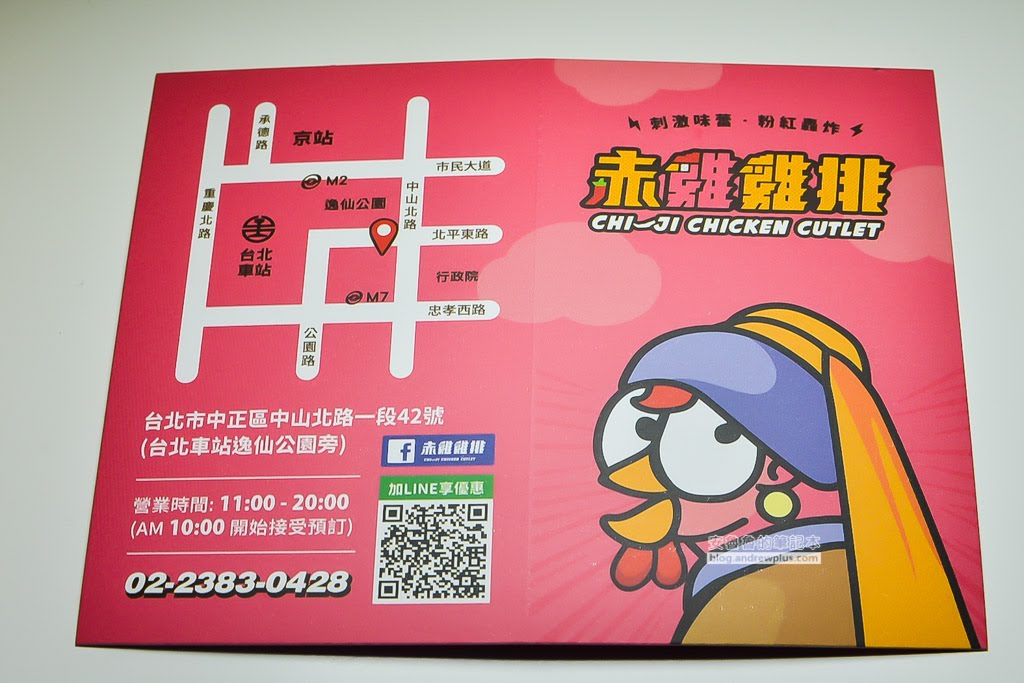 承德路
京站
重慶北路
M2
市民大道
中山北路
逸仙公園
台北
車站
北平東路
行政院
M7
忠孝西路
公園路
台北市中正區中山北路一段42號
(台北車站逸仙公園旁)
營業時間: 11:00 - 20:00
(AM 10:00 開始接受預訂)
02-2383-0428
f 赤雞雞排
CHI-JI CHICKEN CUTLET
加LINE享優惠
刺激味蕾・粉紅轟炸
赤雞雞排
CHI-JI CHICKEN CUTLET
安魯魯的筆記本
blog.andrewplus.com